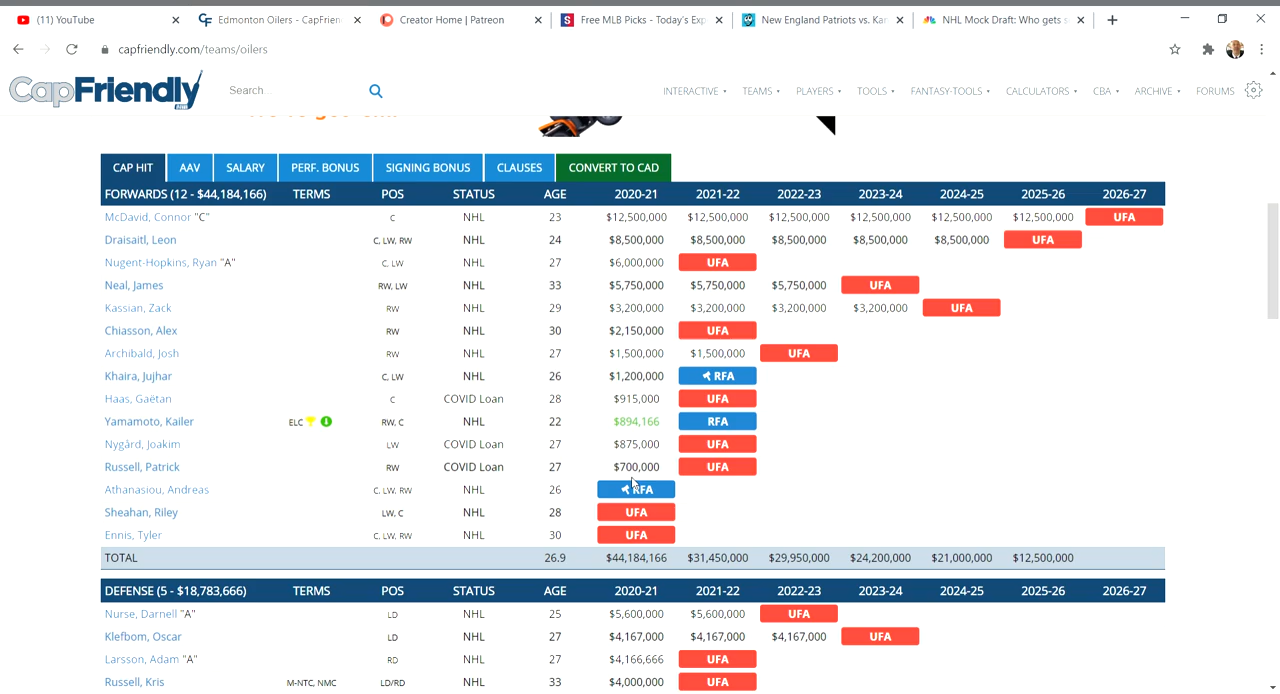 (11) YouTube Edmonton Oilers - CapFrien Creator Home | Patreon Free MLB Picks - Today's Exp New England Patriots vs. Kan NHL Mock Draft: Who gets s
capfriendly.com/teams/oilers
CapFriendly Search... INTERACTIVE TEAMS PLAYERS TOOLS FANTASY-TOOLS CALCULATORS CBA ARCHIVE FORUMS
CAP HIT AAV SALARY PERF. BONUS SIGNING BONUS CLAUSES CONVERT TO CAD
FORWARDS (12 - $44,184,166) TERMS POS STATUS AGE 2020-21 2021-22 2022-23 2023-24 2024-25 2025-26 2026-27
McDavid, Connor "C" C NHL 23 $12,500,000 $12,500,000 $12,500,000 $12,500,000 $12,500,000 $12,500,000 UFA
Draisaitl, Leon C, LW, RW NHL 24 $8,500,000 $8,500,000 $8,500,000 $8,500,000 $8,500,000 UFA
Nugent-Hopkins, Ryan "A" C, LW NHL 27 $6,000,000 UFA
Neal, James RW, LW NHL 33 $5,750,000 $5,750,000 $5,750,000 UFA
Kassian, Zack RW NHL 29 $3,200,000 $3,200,000 $3,200,000 $3,200,000 UFA
Chiasson, Alex RW NHL 30 $2,150,000 UFA
Archibald, Josh RW NHL 27 $1,500,000 $1,500,000 UFA
Khaira, Jujhar C, LW NHL 26 $1,200,000 RFA
Haas, Gaëtan C COVID Loan 28 $915,000 UFA
Yamamoto, Kailer ELC RW, C NHL 22 $894,166 RFA
Nygård, Joakim LW COVID Loan 27 $875,000 UFA
Russell, Patrick RW COVID Loan 27 $700,000 UFA
Athanasiou, Andreas C, LW, RW NHL 26 RFA
Sheahan, Riley LW, C NHL 28 UFA
Ennis, Tyler C, LW, RW NHL 30 UFA
TOTAL 26.9 $44,184,166 $31,450,000 $29,950,000 $24,200,000 $21,000,000 $12,500,000
DEFENSE (5 - $18,783,666) TERMS POS STATUS AGE 2020-21 2021-22 2022-23 2023-24 2024-25 2025-26 2026-27
Nurse, Darnell "A" LD NHL 25 $5,600,000 $5,600,000 UFA
Klefbom, Oscar LD NHL 27 $4,167,000 $4,167,000 $4,167,000 UFA
Larsson, Adam "A" RD NHL 27 $4,166,666 UFA
Russell, Kris M-NTC, NMC LD/RD NHL 33 $4,000,000 UFA